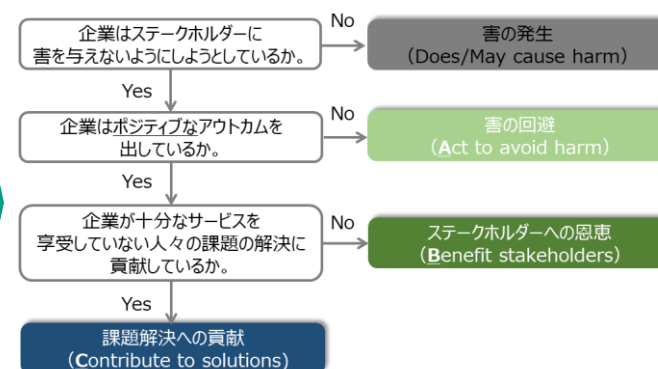 企業はステークホルダーに
害を与えないようにしようとしているか。
No
害の発生
(Does/May cause harm)
Yes
企業はポジティブなアウトカムを
出しているか。
No
害の回避
(Act to avoid harm)
Yes
企業が十分なサービスを
享受していない人々の課題の解決に
貢献しているか。
No
ステークホルダーへの恩恵
(Benefit stakeholders)
Yes
課題解決への貢献
(Contribute to solutions)